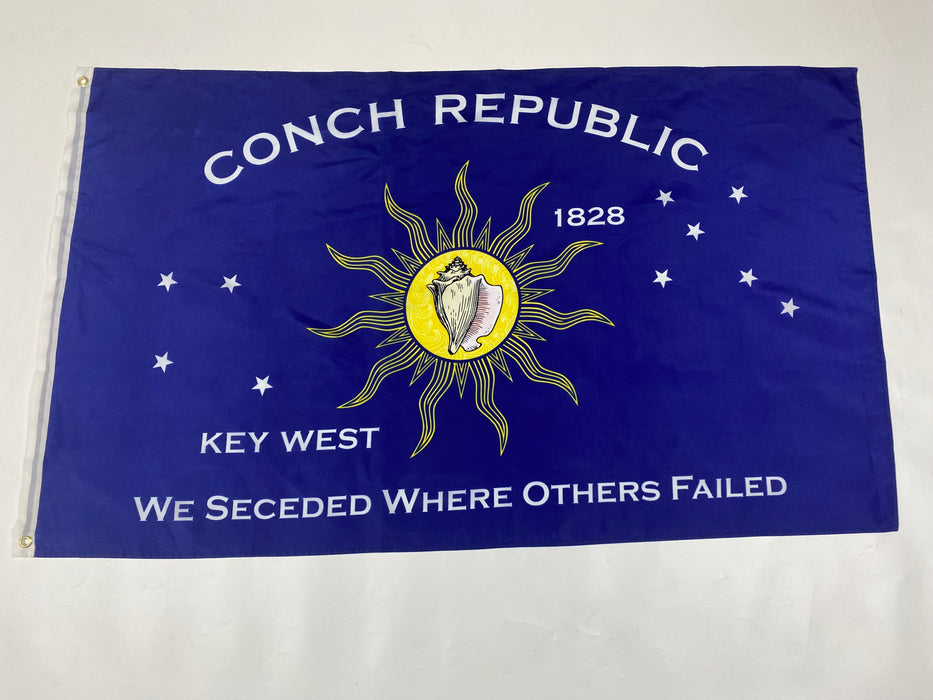 CONCH REPUBLIC
1828
KEY WEST
WE SECEDED WHERE OTHERS FAILED